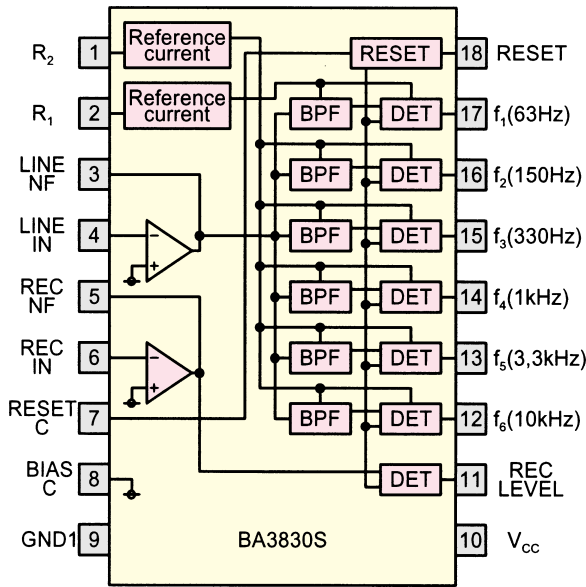 R₂ 1 Reference current RESET 18 RESET
R₁ 2 Reference current BPF DET 17 f₁(63Hz)
LINE NF 3 BPF DET 16 f₂(150Hz)
LINE IN 4 − + BPF DET 15 f₃(330Hz)
REC NF 5 BPF DET 14 f₄(1kHz)
REC IN 6 − + BPF DET 13 f₅(3,3kHz)
RESET C 7 BPF DET 12 f₆(10kHz)
BIAS C 8 DET 11 REC LEVEL
GND1 9 BA3830S 10 Vcc